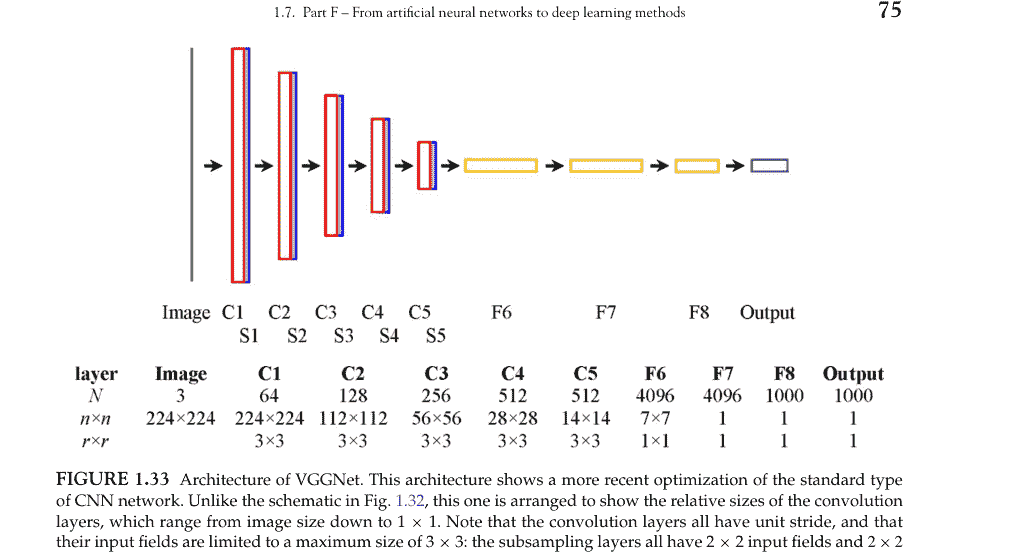 1.7. Part F – From artificial neural networks to deep learning methods 75
Image C1 C2 C3 C4 C5 F6 F7 F8 Output
S1 S2 S3 S4 S5
layer Image C1 C2 C3 C4 C5 F6 F7 F8 Output
N 3 64 128 256 512 512 4096 4096 1000 1000
n×n 224×224 224×224 112×112 56×56 28×28 14×14 7×7 1 1 1
r×r 3×3 3×3 3×3 3×3 3×3 1×1 1 1 1
FIGURE 1.33 Architecture of VGGNet. This architecture shows a more recent optimization of the standard type
of CNN network. Unlike the schematic in Fig. 1.32, this one is arranged to show the relative sizes of the convolution
layers, which range from image size down to 1 × 1. Note that the convolution layers all have unit stride, and that
their input fields are limited to a maximum size of 3 × 3: the subsampling layers all have 2 × 2 input fields and 2 × 2